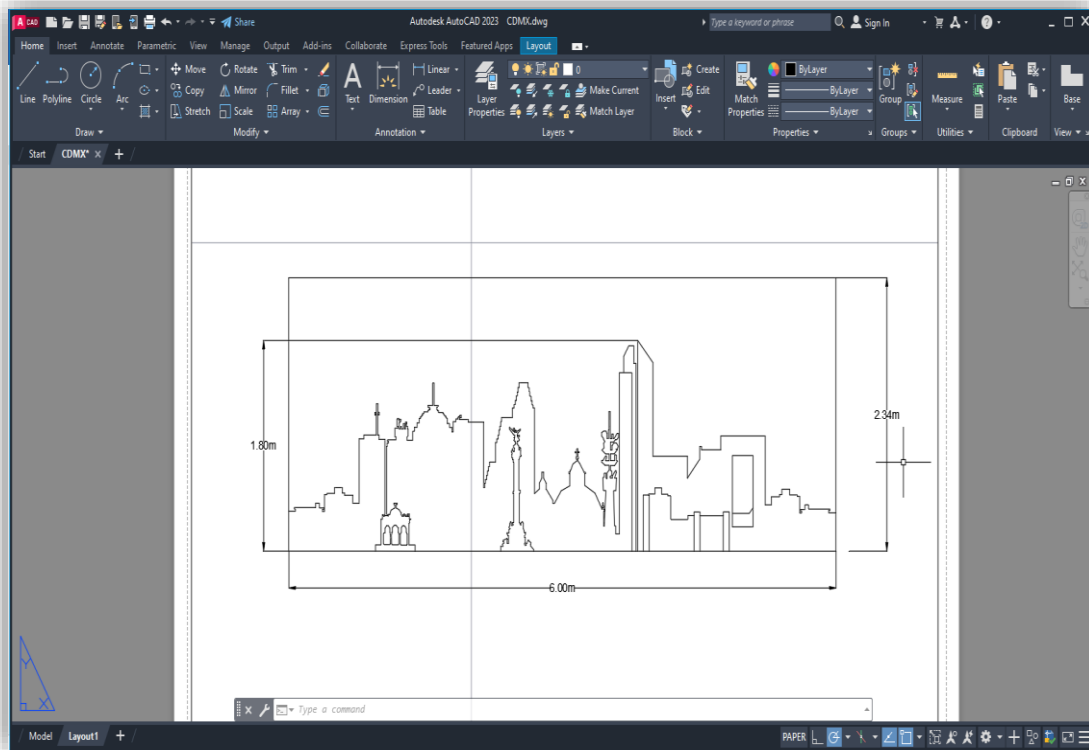 A CAD Share Autodesk AutoCAD 2023 CDMX.dwg Type a keyword or phrase Sign In
Home Insert Annotate Parametric View Manage Output Add-ins Collaborate Express Tools Featured Apps Layout
Line Polyline Circle Arc
Move Rotate Trim
Copy Mirror Fillet
Stretch Scale Array
Text Dimension
Linear
Leader
Table
Layer Properties
0
Make Current
Match Layer
Insert
Create
Edit
Match Properties
ByLayer
ByLayer
ByLayer
Group
Measure
Paste
Base
Draw Modify Annotation Layers Block Properties Groups Utilities Clipboard View
Start CDMX* +
2.34m
1.80m
6.00m
Y
X
Type a command
Model Layout1 + PAPER